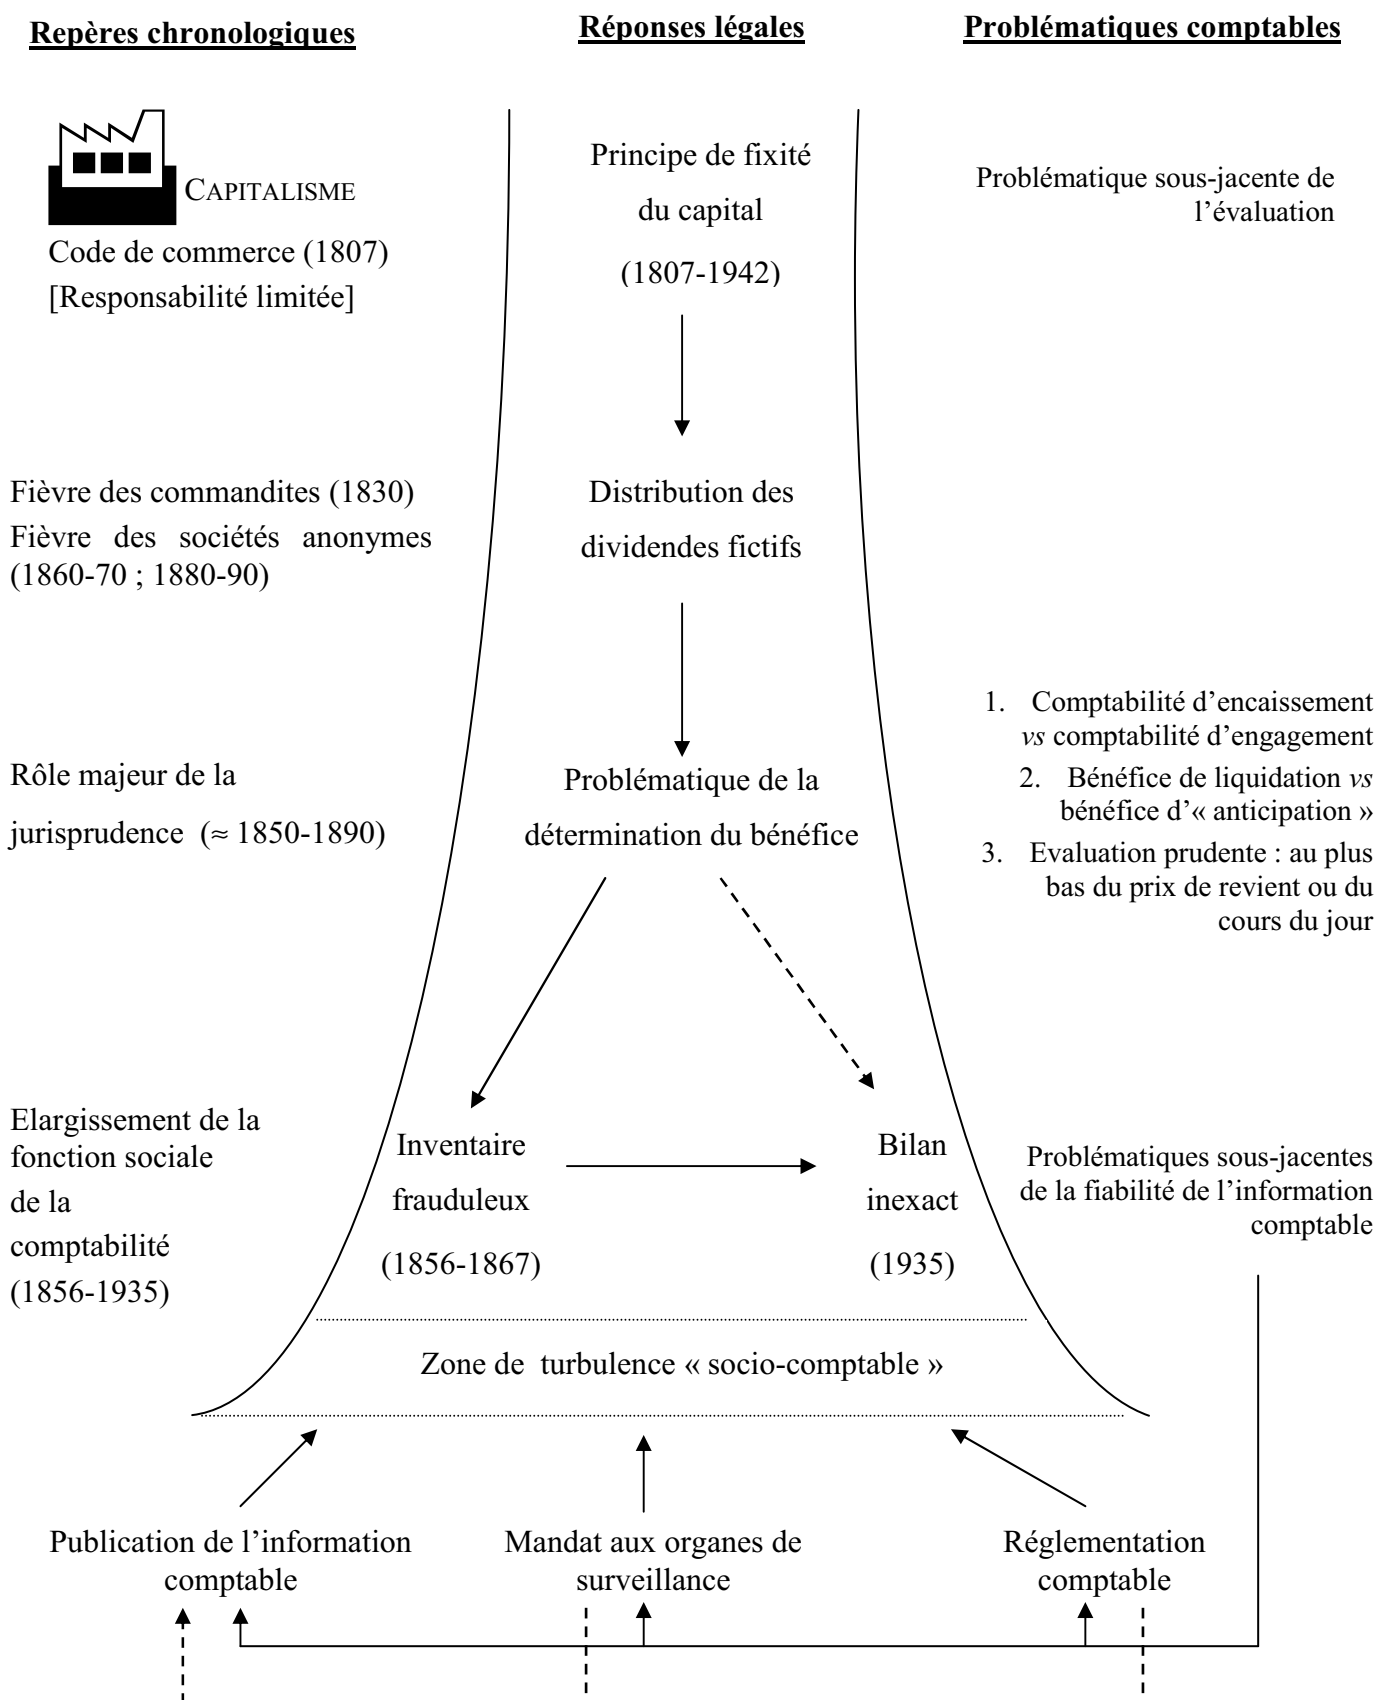 Repères chronologiques
Réponses légales
Problématiques comptables
CAPITALISME
Code de commerce (1807)
[Responsabilité limitée]
Principe de fixité
du capital
(1807-1942)
Problématique sous-jacente de
l’évaluation
Fièvre des commandites (1830)
Fièvre des sociétés anonymes
(1860-70 ; 1880-90)
Distribution des
dividendes fictifs
Rôle majeur de la
jurisprudence (≈ 1850-1890)
Problématique de la
détermination du bénéfice
1. Comptabilité d’encaissement
vs comptabilité d’engagement
2. Bénéfice de liquidation vs
bénéfice d’« anticipation »
3. Evaluation prudente : au plus
bas du prix de revient ou du
cours du jour
Elargissement de la
fonction sociale
de la
comptabilité
(1856-1935)
Inventaire
frauduleux
(1856-1867)
Bilan
inexact
(1935)
Problématiques sous-jacentes
de la fiabilité de l’information
comptable
Zone de turbulence « socio-comptable »
Publication de l’information
comptable
Mandat aux organes de
surveillance
Réglementation
comptable